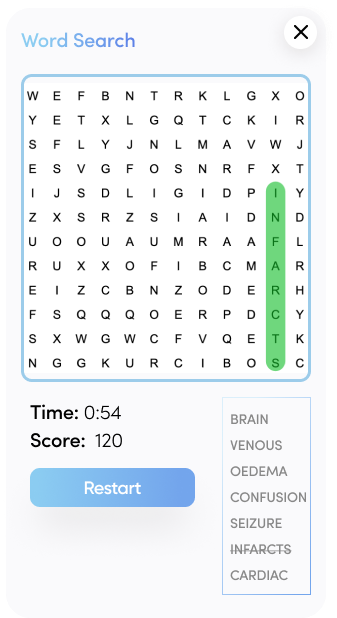 Word Search
W E F B N T R K L G X O
Y E T X L G Q T C K I R
S F L Y J N L M A V W J
E S V G F O S N R F X T
I J S D L I G I D P I Y
Z X S R Z S I A I D N D
U O O U A U M R A A F L
R U X X O F I B C M A R
E I Z C B N Z O D E R H
F S Q Q Q O E R P D C Y
S X W G W C F V Q E T K
N G G K U R C I B O S C
Time: 0:54
Score: 120
Restart
BRAIN
VENOUS
OEDEMA
CONFUSION
SEIZURE
INFARCTS
CARDIAC